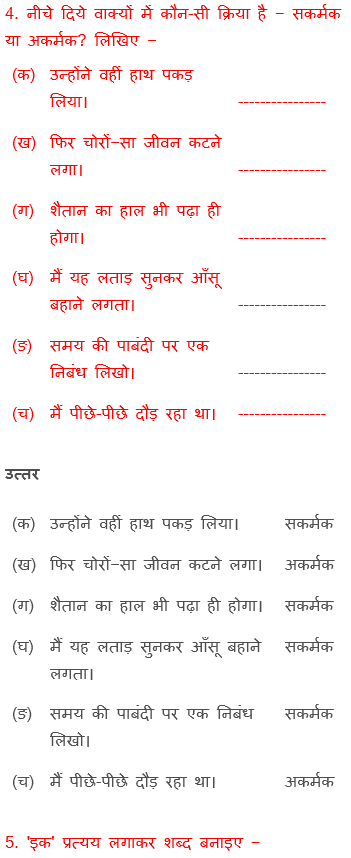 4. नीचे दिये वाक्यों में कौन-सी क्रिया है – सकर्मक
या अकर्मक? लिखिए –
(क) उन्होंने वहीं हाथ पकड़
लिया। ----------------
(ख) फिर चोरों–सा जीवन कटने
लगा। ----------------
(ग) शैतान का हाल भी पढ़ा ही
होगा। ----------------
(घ) मैं यह लताड़ सुनकर आँसू
बहाने लगता। ----------------
(ङ) समय की पाबंदी पर एक
निबंध लिखो। ----------------
(च) मैं पीछे-पीछे दौड़ रहा था। ----------------
उत्तर
(क) उन्होंने वहीं हाथ पकड़ लिया। सकर्मक
(ख) फिर चोरों–सा जीवन कटने लगा। अकर्मक
(ग) शैतान का हाल भी पढ़ा ही होगा। सकर्मक
(घ) मैं यह लताड़ सुनकर आँसू बहाने सकर्मक
लगता।
(ङ) समय की पाबंदी पर एक निबंध सकर्मक
लिखो।
(च) मैं पीछे-पीछे दौड़ रहा था। अकर्मक
5. 'इक' प्रत्यय लगाकर शब्द बनाइए –